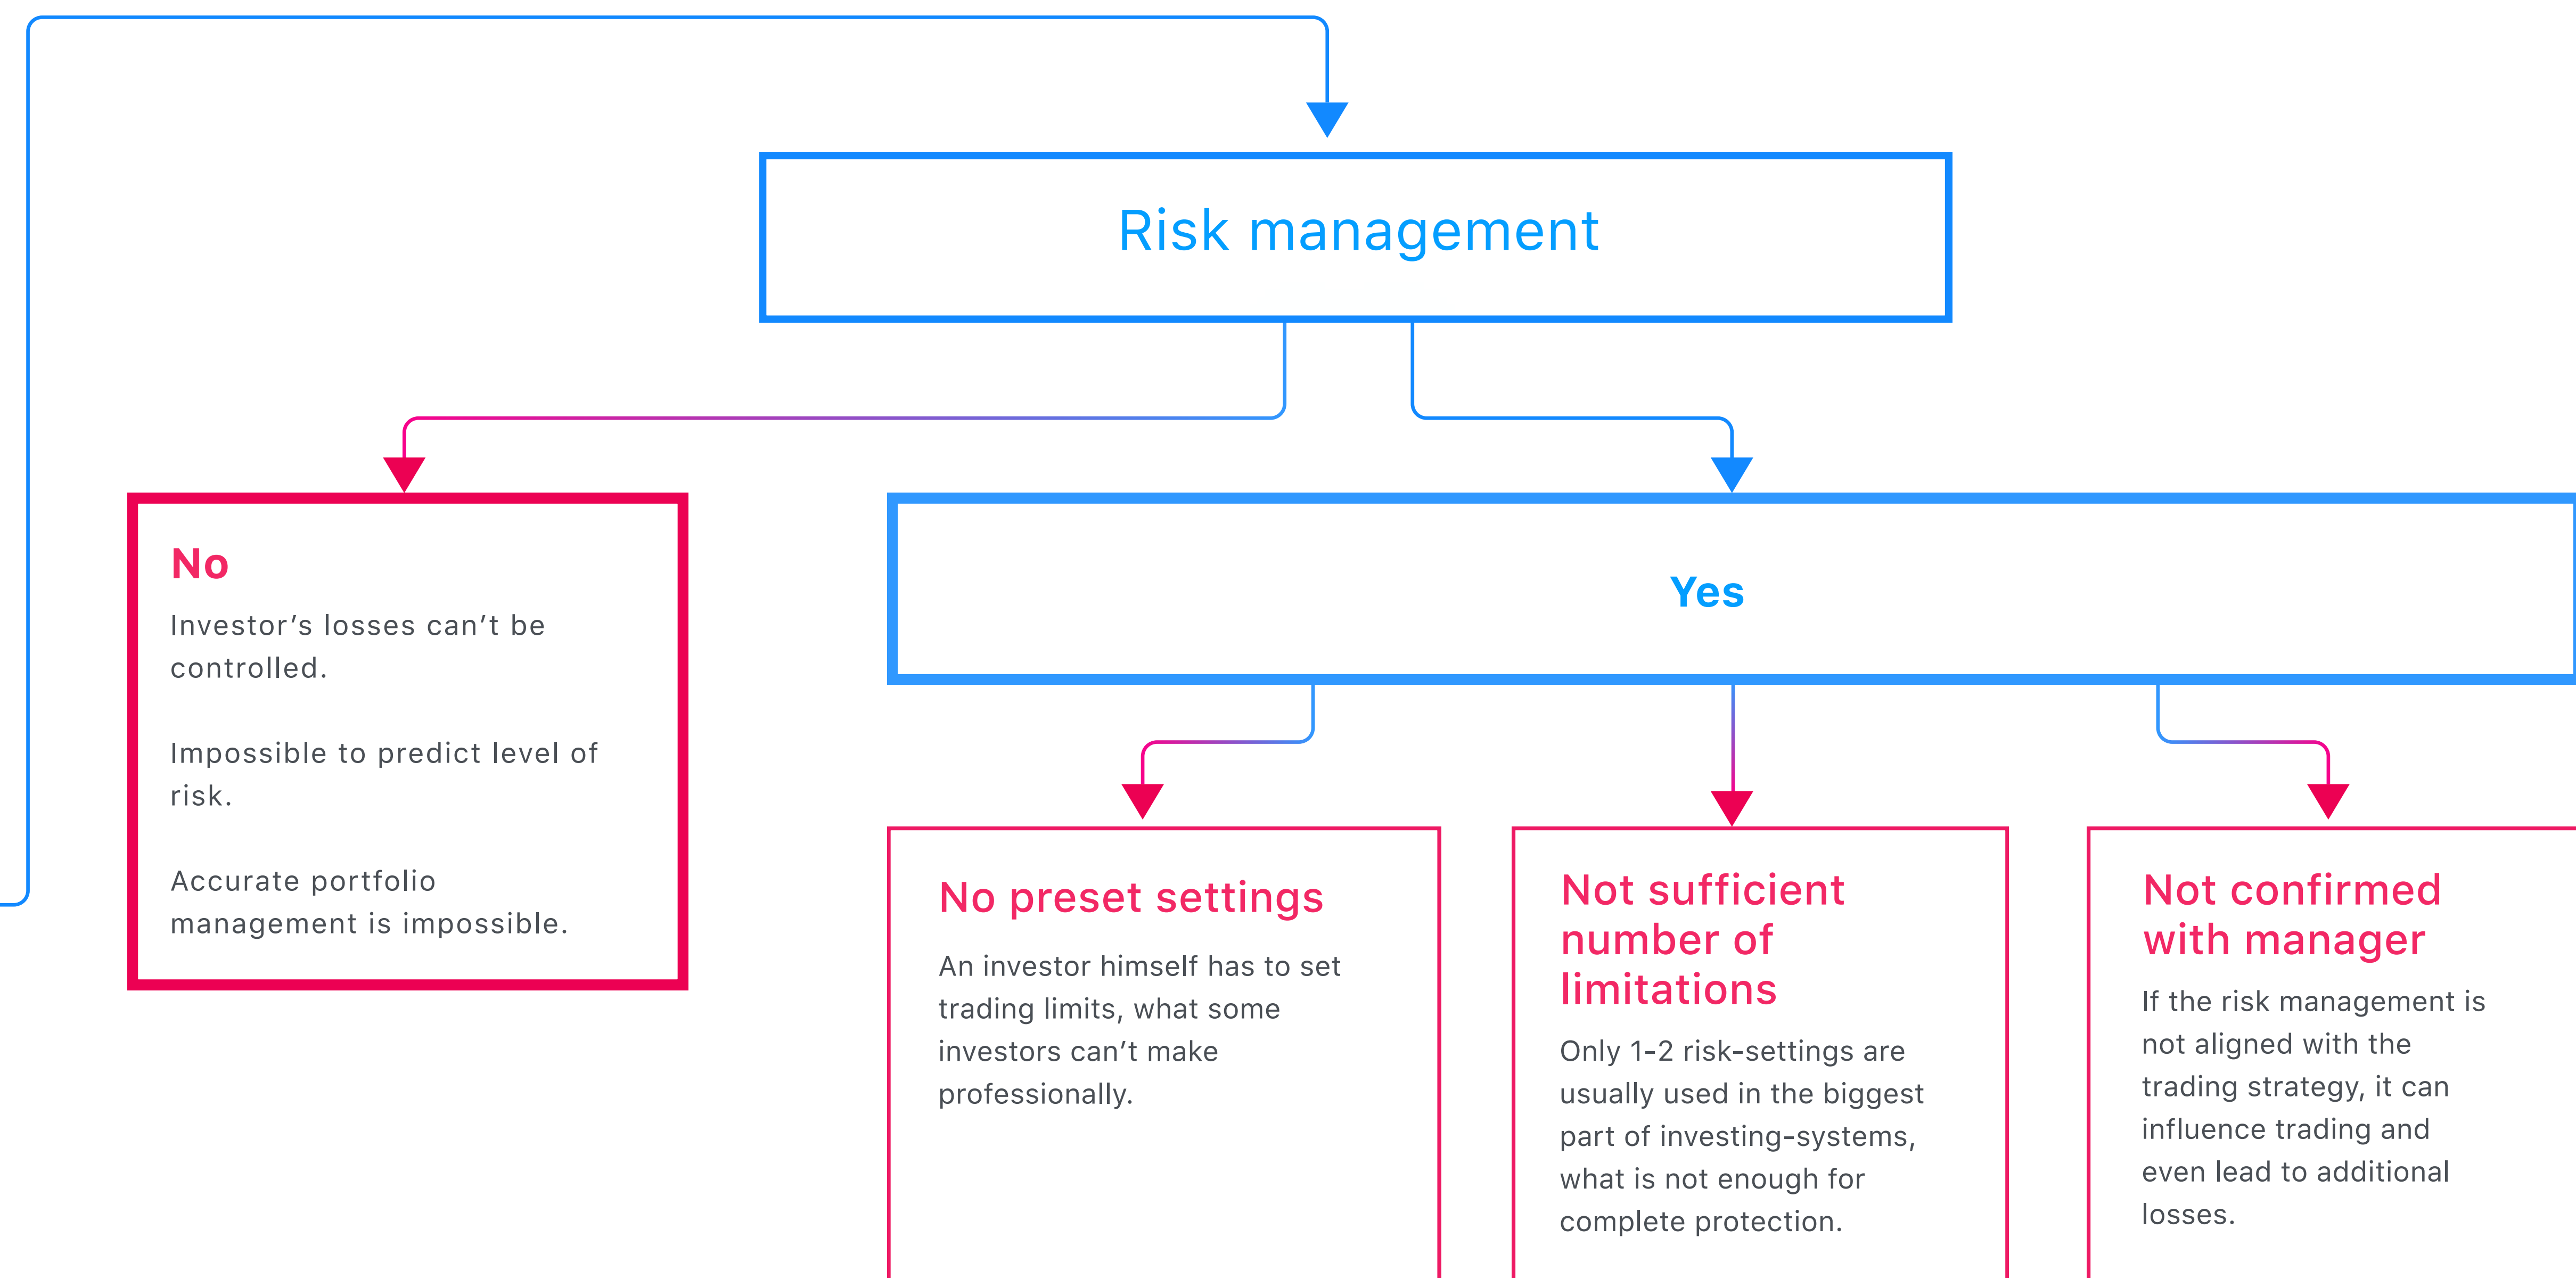 Risk management
No
Investor’s losses can’t be
controlled.
Impossible to predict level of
risk.
Accurate portfolio
management is impossible.
Yes
No preset settings
An investor himself has to set
trading limits, what some
investors can’t make
professionally.
Not sufficient
number of
limitations
Only 1-2 risk-settings are
usually used in the biggest
part of investing-systems,
what is not enough for
complete protection.
Not confirmed
with manager
If the risk management is
not aligned with the
trading strategy, it can
influence trading and
even lead to additional
losses.